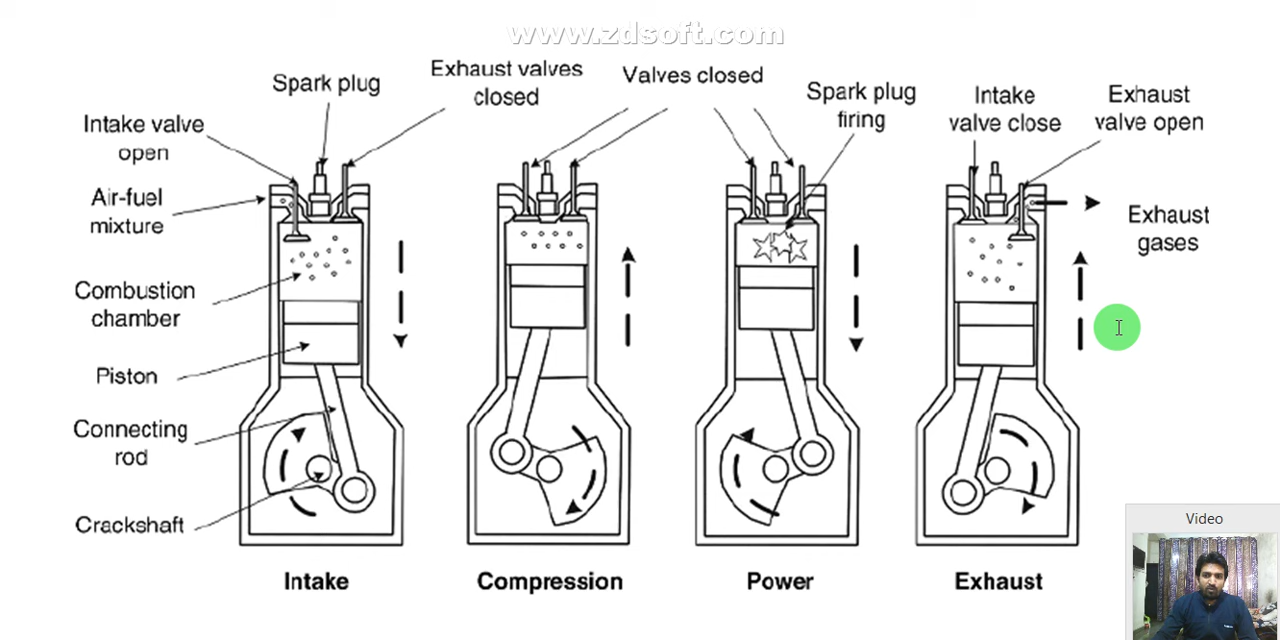 www.zdsoft.com
Spark plug
Exhaust valves
closed
Valves closed
Spark plug
firing
Intake
valve close
Exhaust
valve open
Intake valve
open
Air-fuel
mixture
Exhaust
gases
Combustion
chamber
Piston
Connecting
rod
Crackshaft
Intake
Compression
Power
Exhaust
Video